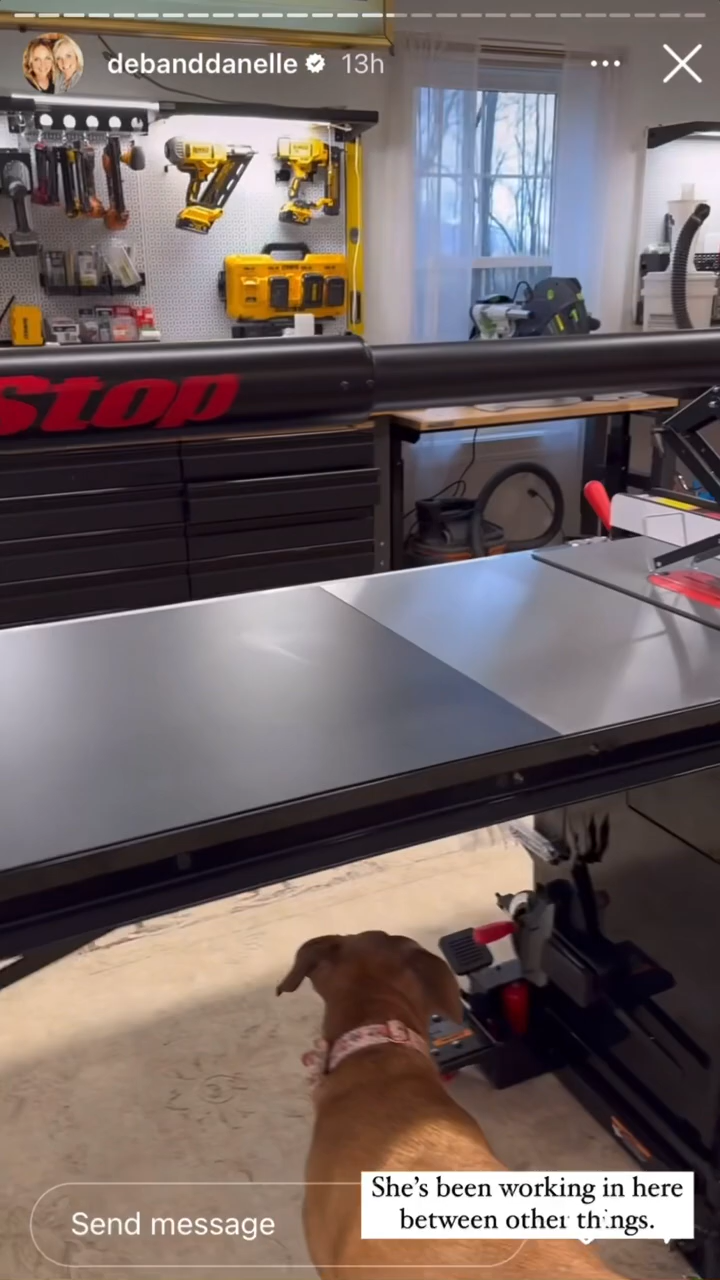 debanddanelle 13h
Stop
Send message
She's been working in here
between other things.